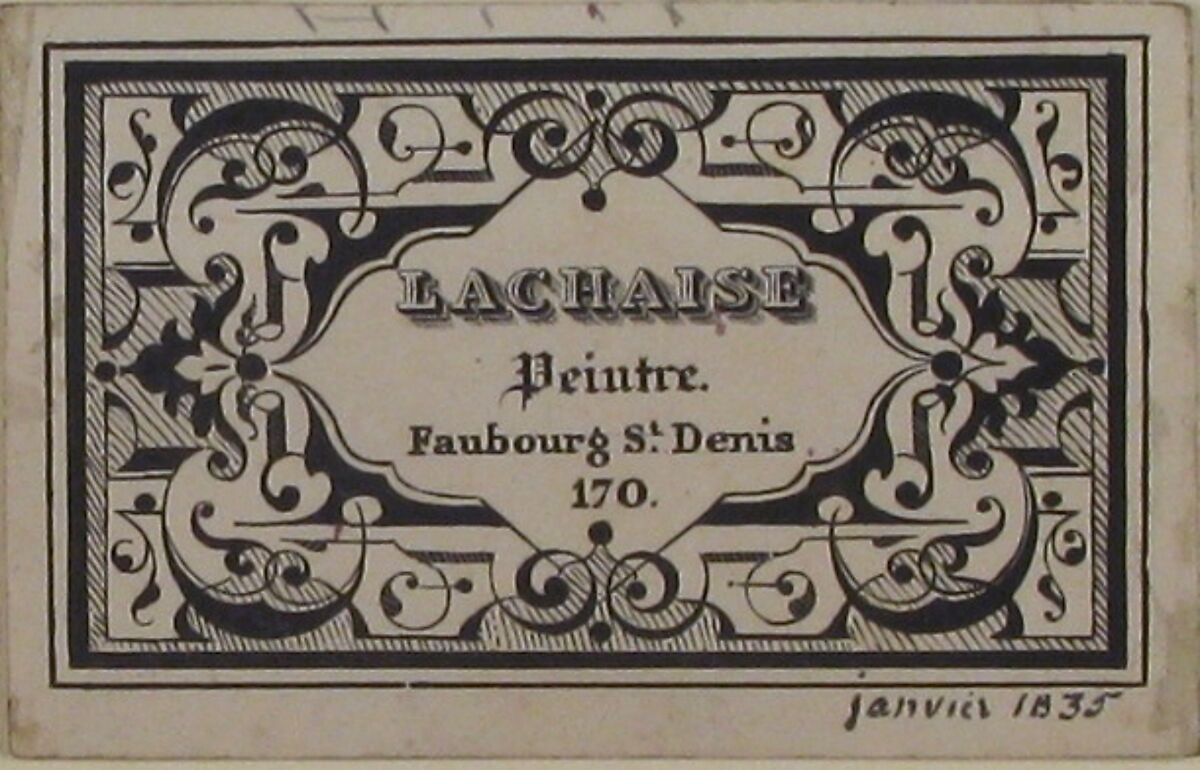 LACHAISE
Peintre.
Faubourg St. Denis
170.
janvier 1835